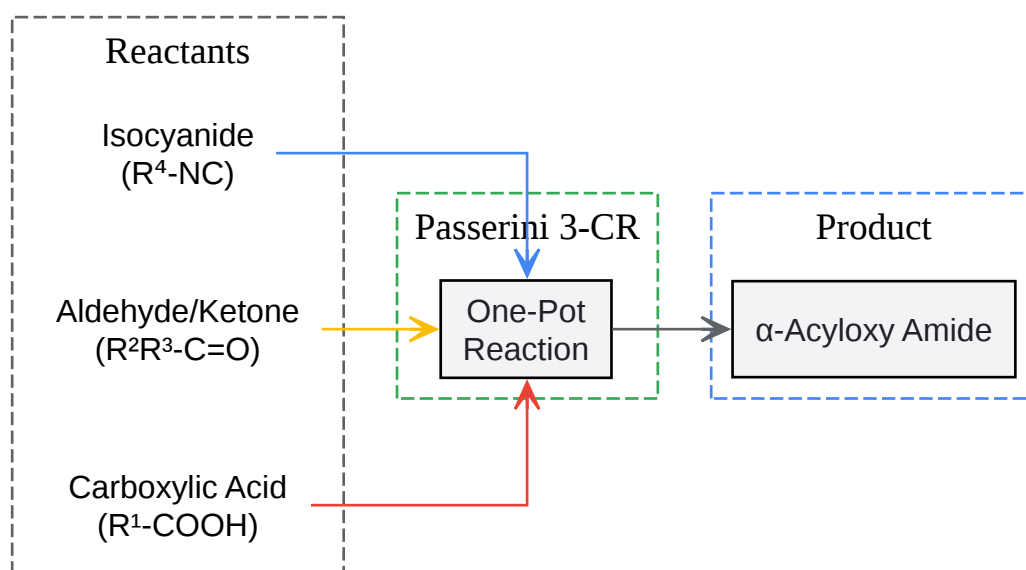 Reactants
Isocyanide
(R⁴-NC)
Passerini 3-CR
Product
Aldehyde/Ketone
(R²R³-C=O)
One-Pot
Reaction
α-Acyloxy Amide
Carboxylic Acid
(R¹-COOH)